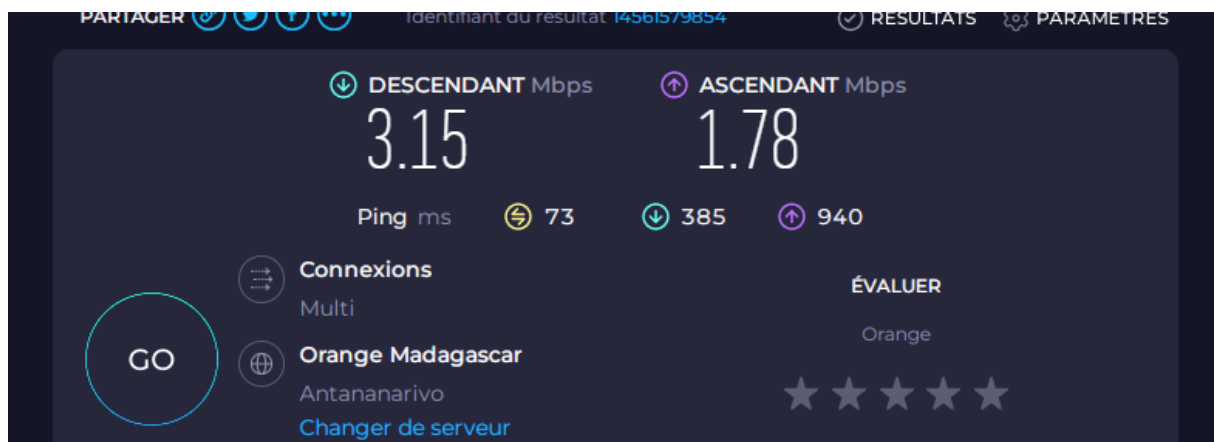 PARTAGER Identifiant du résultat 14561579854 RÉSULTATS PARAMÈTRES
DESCENDANT Mbps ASCENDANT Mbps
3.15 1.78
Ping ms 73 385 940
Connexions
Multi
ÉVALUER
Orange
GO
Orange Madagascar
Antananarivo
Changer de serveur